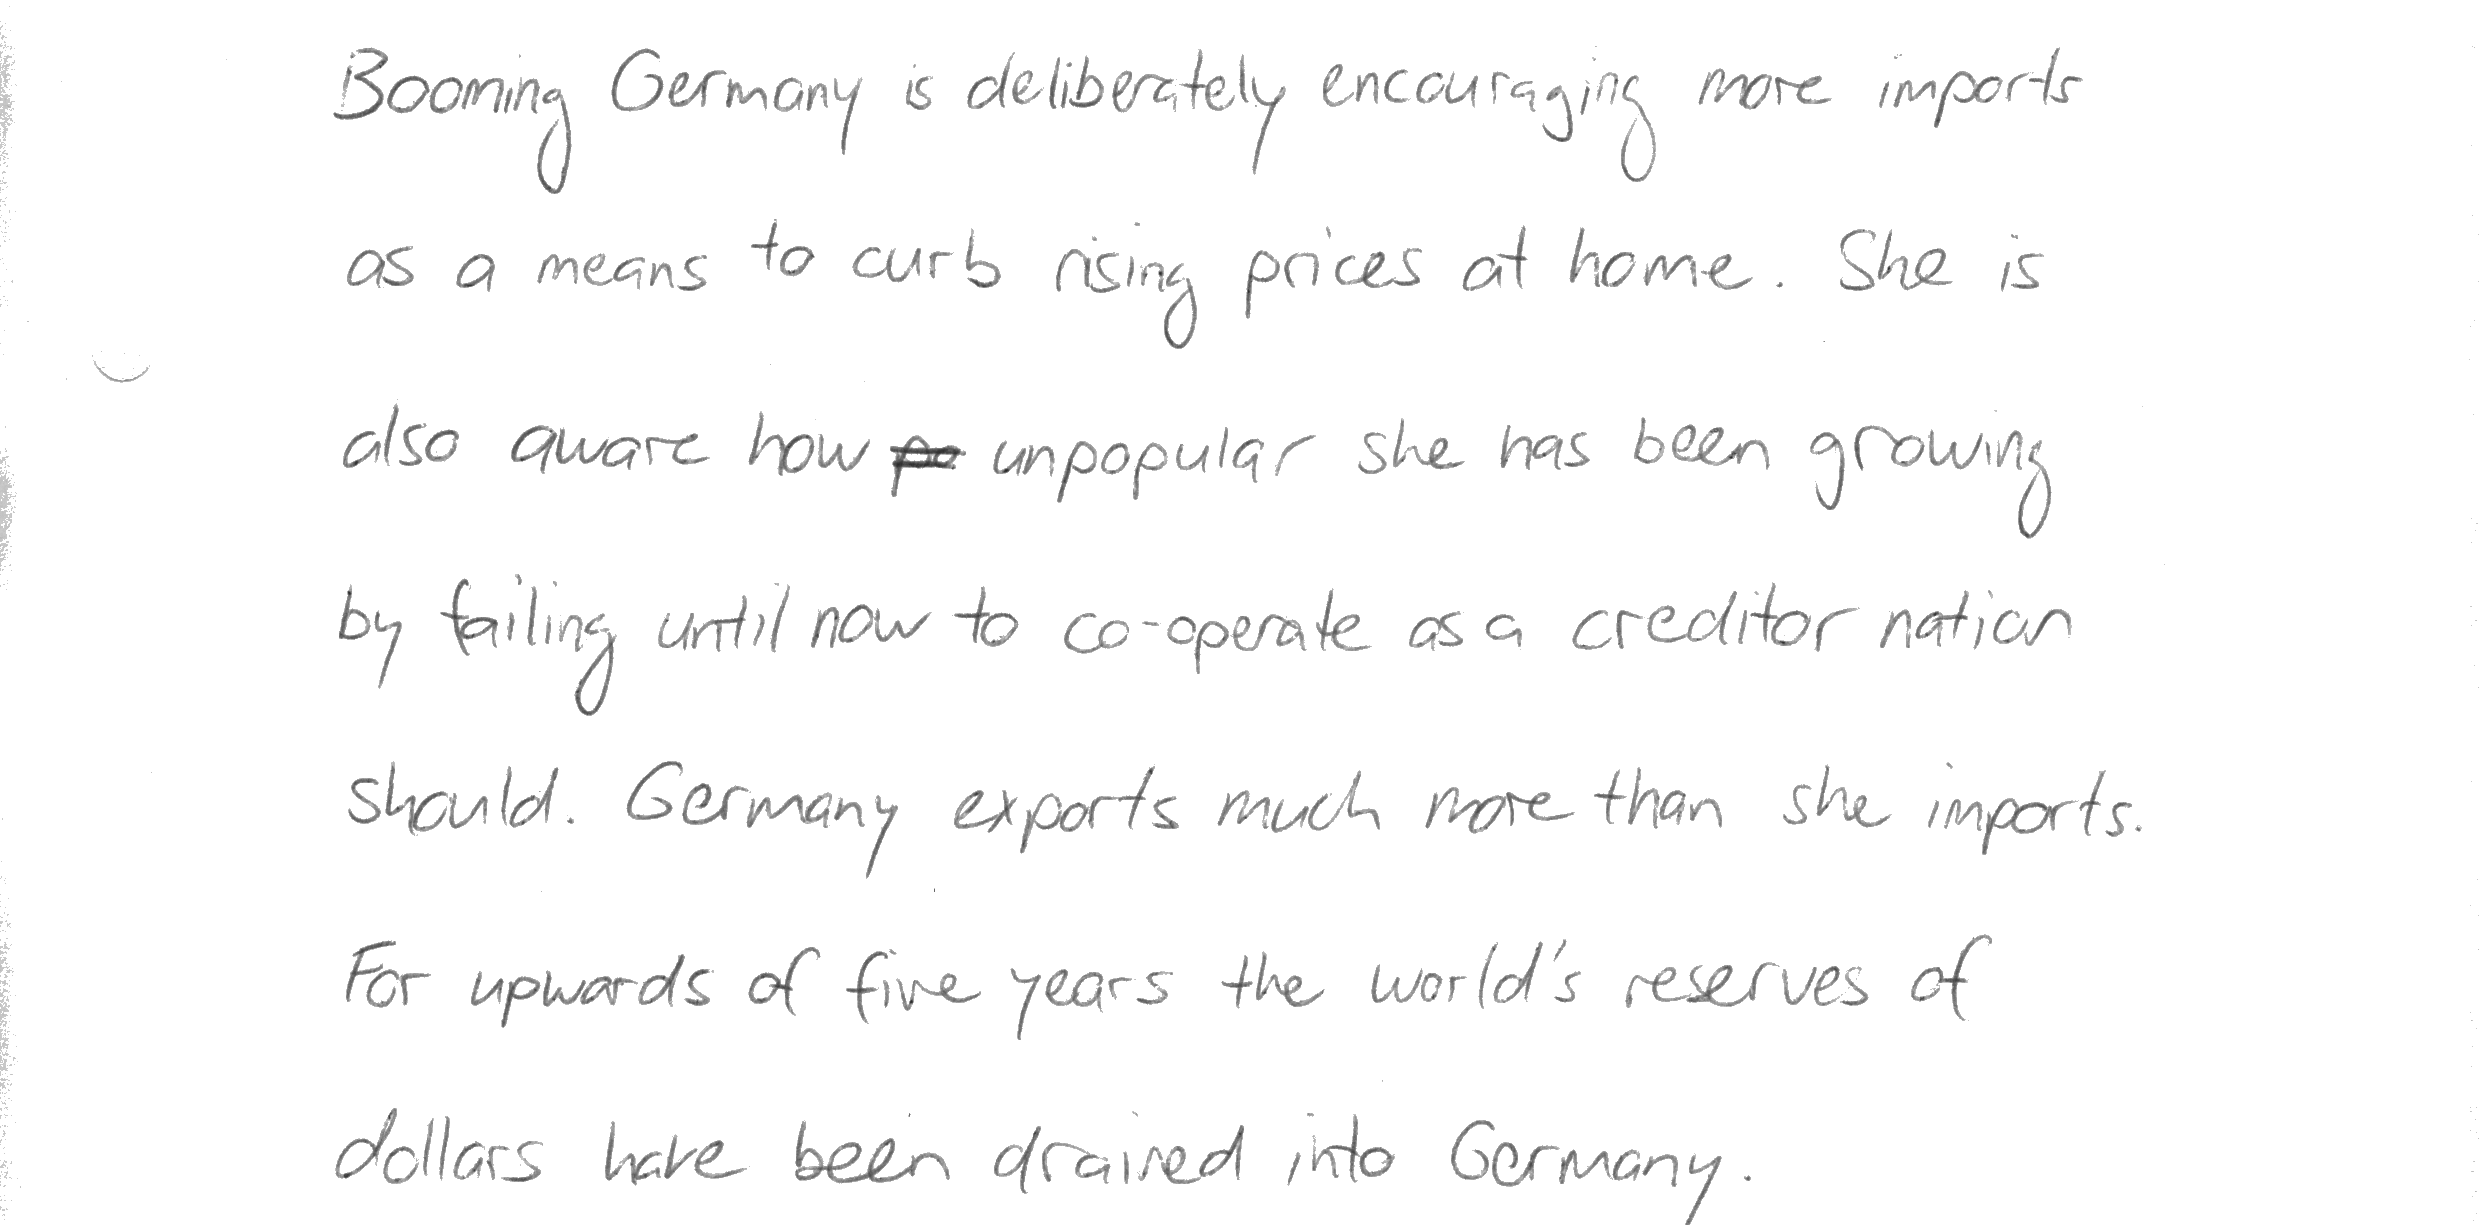 Booming Germany is deliberately encouraging more imports
as a means to curb rising prices at home. She is
also aware how unpopular she has been growing
by failing until now to co-operate as a creditor nation
should. Germany exports much more than she imports.
For upwards of five years the world's reserves of
dollars have been drained into Germany.